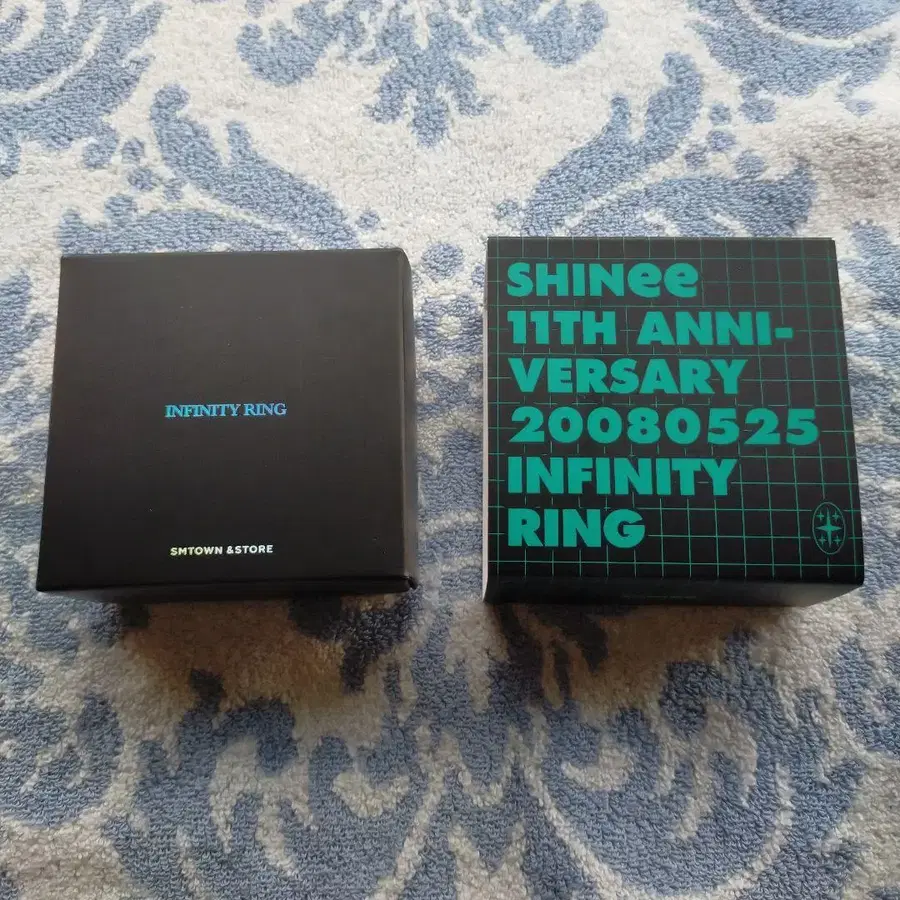 INFINITY RING
SMTOWN &STORE
SHINee
11TH ANNI-
VERSARY
20080525
INFINITY
RING